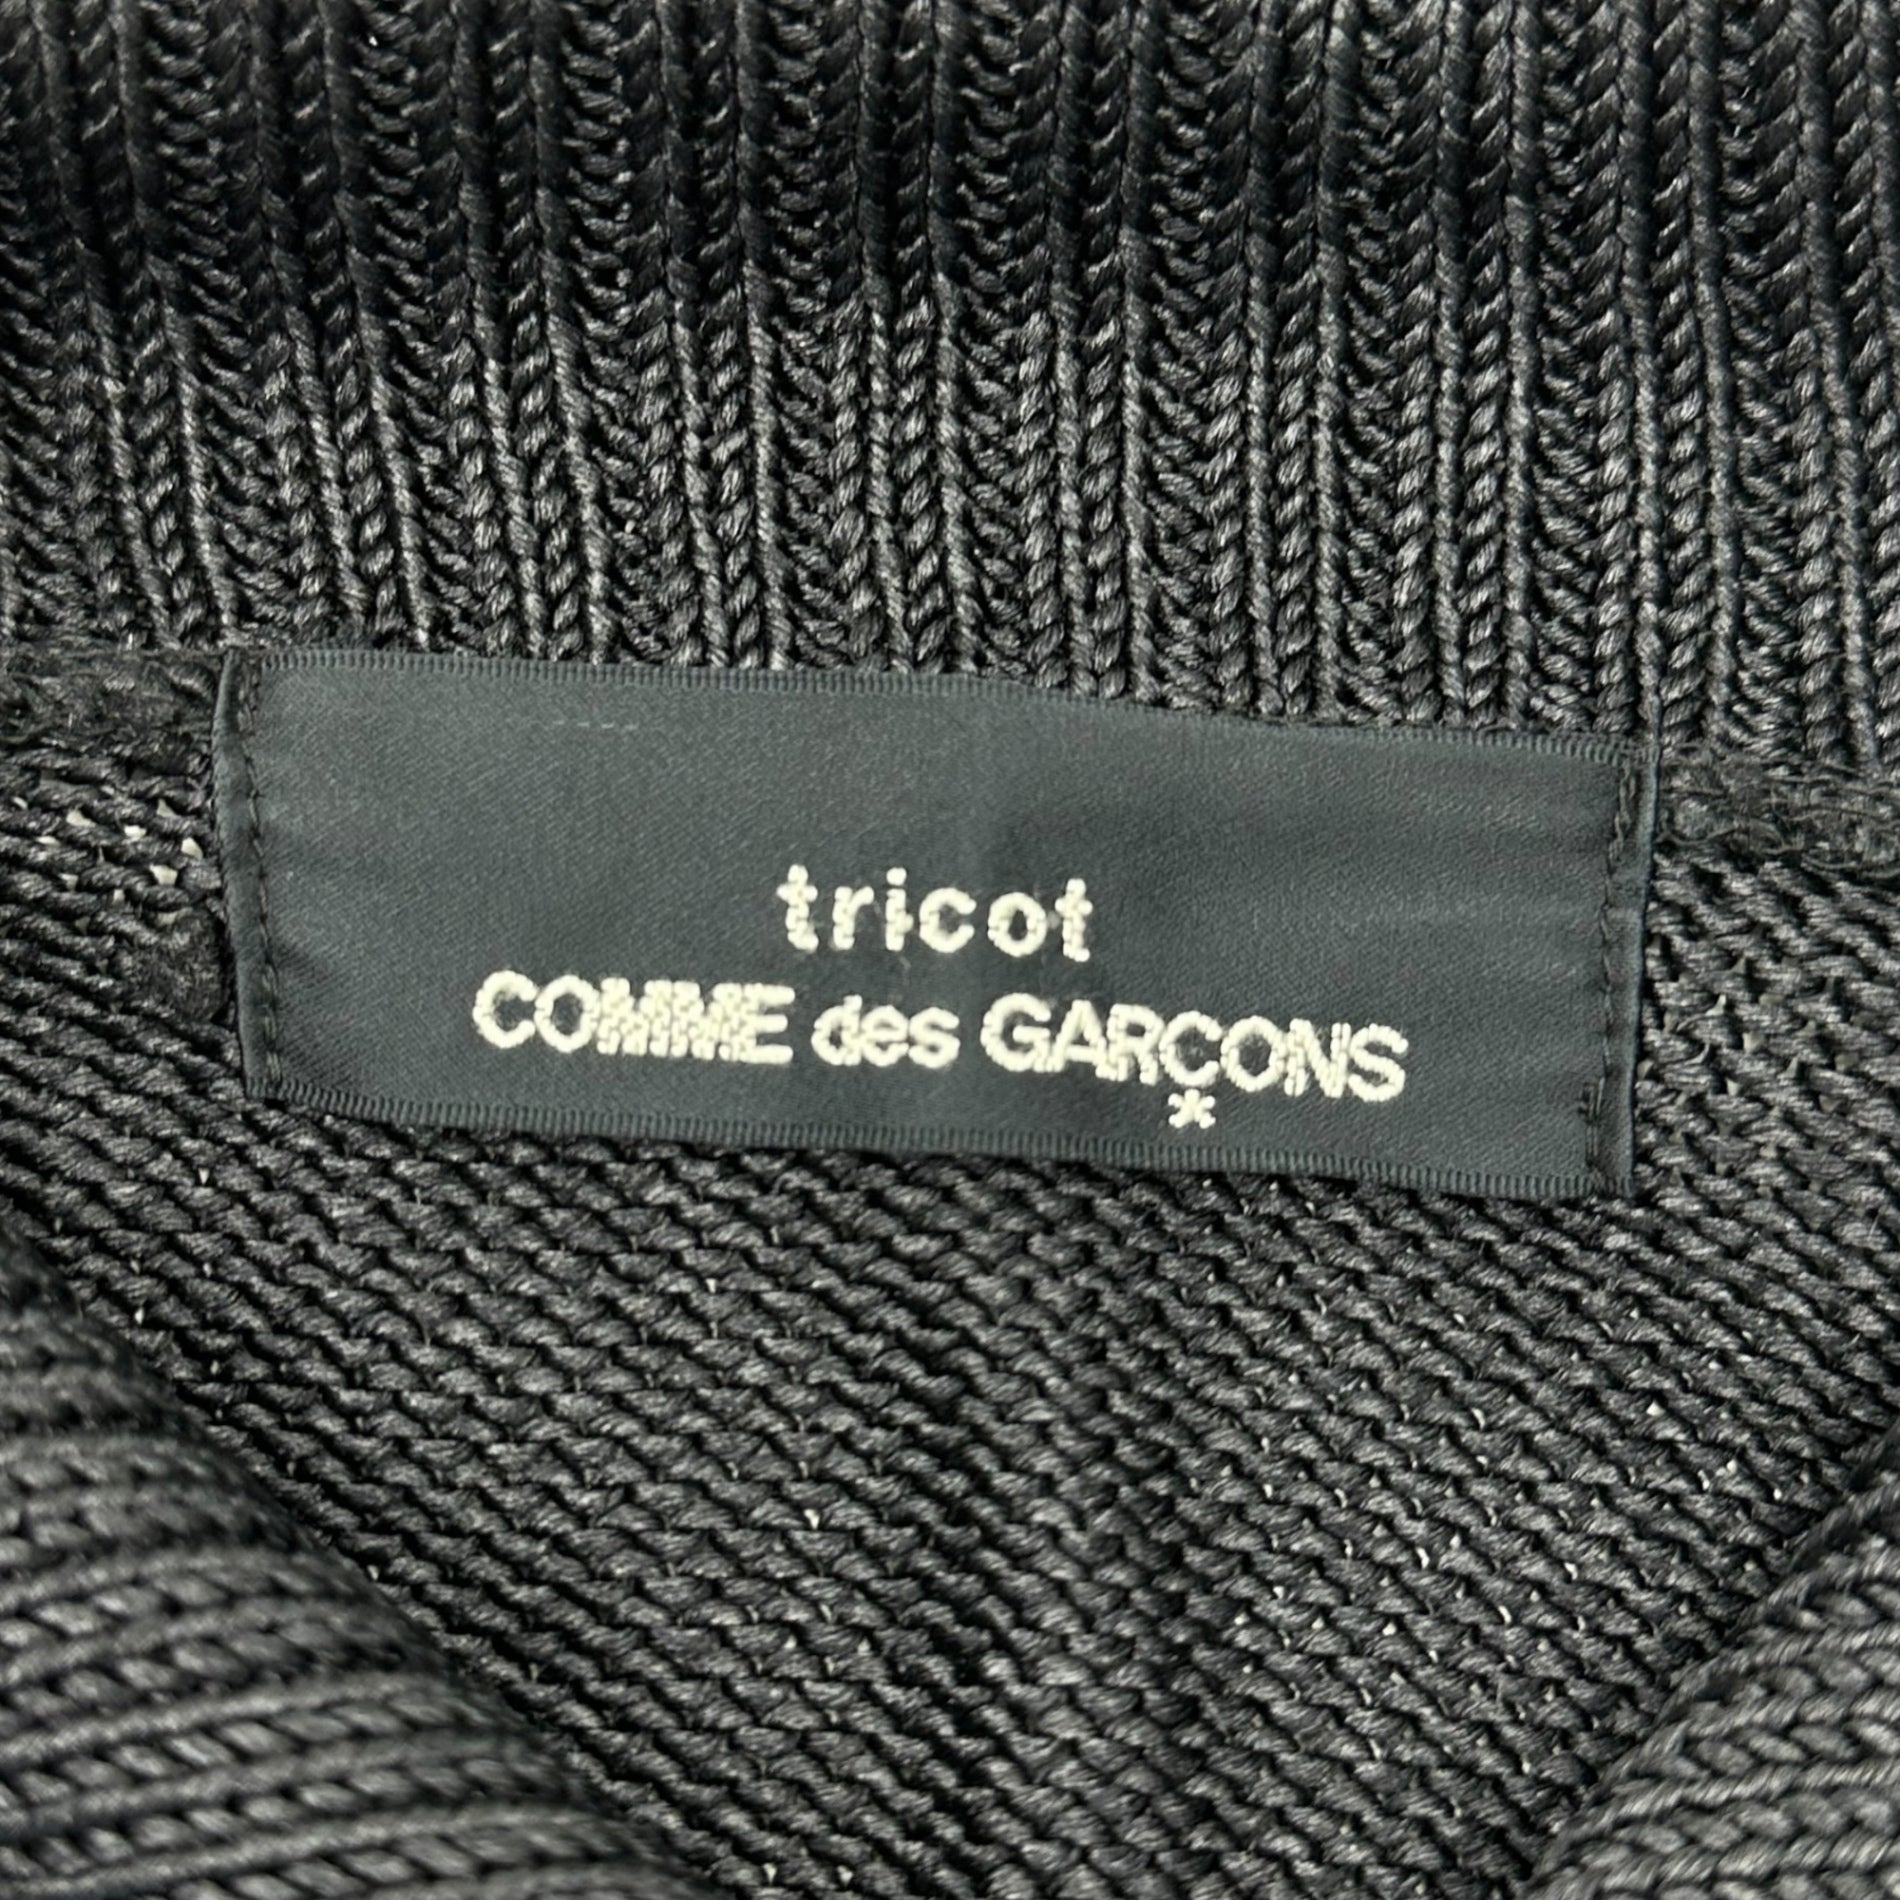 tricot
COMME des GARÇONS
*